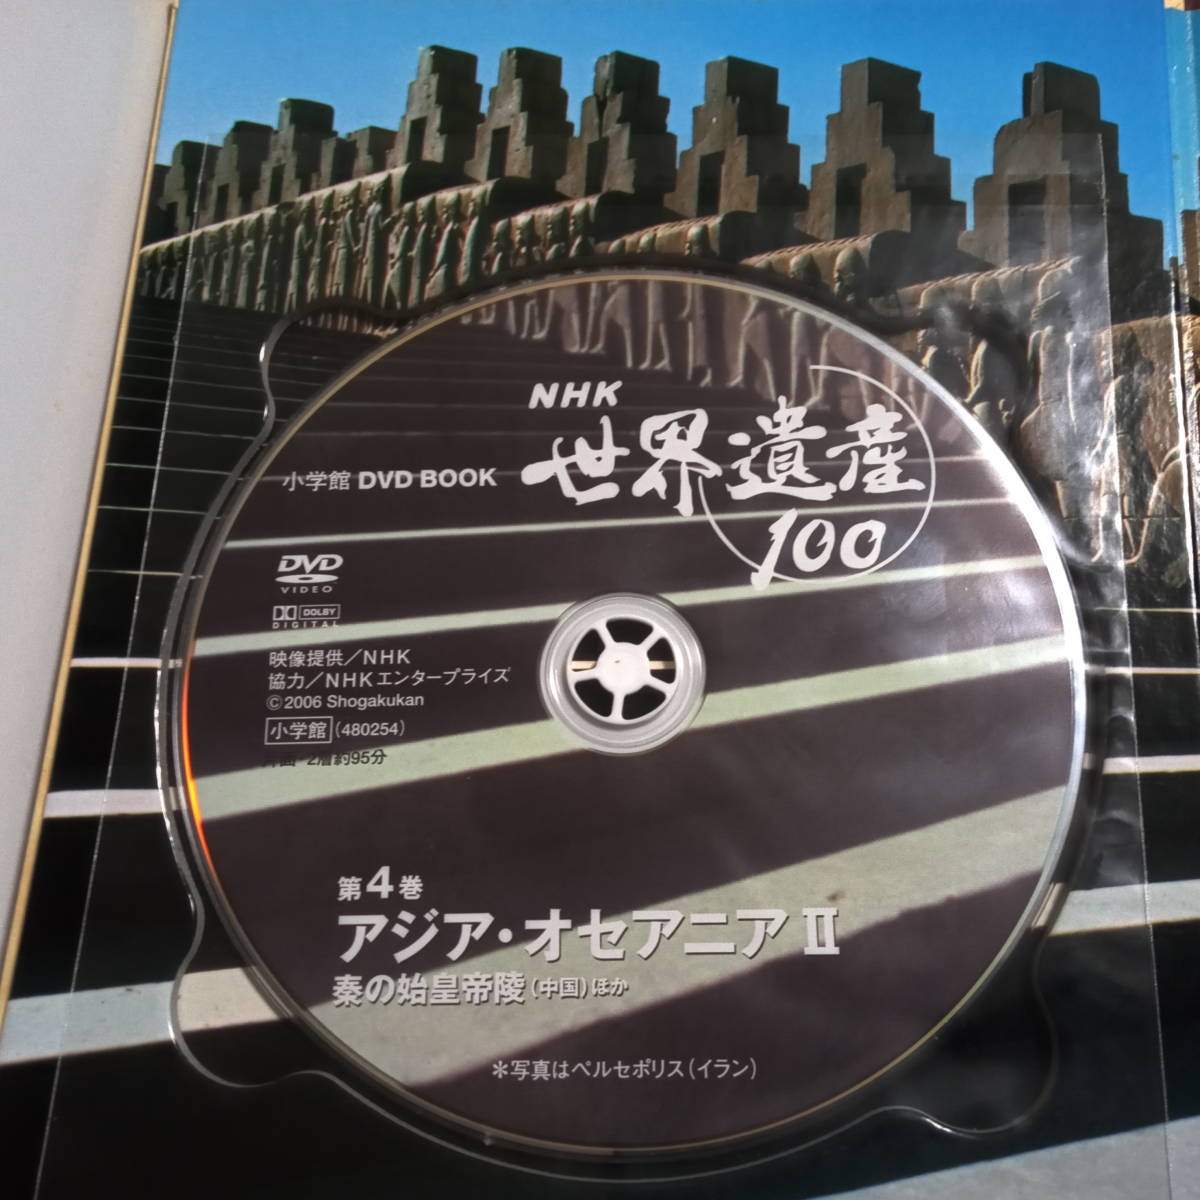 NHK
世界遺産
100
小学館 DVD BOOK
DVD
VIDEO
DOLBY
DIGITAL
映像提供／NHK
協力／NHKエンタープライズ
©2006 Shogakukan
小学館 (480254)
片面・2層約95分
第4巻
アジア・オセアニア II
秦の始皇帝陵(中国)ほか
＊写真はペルセポリス(イラン)